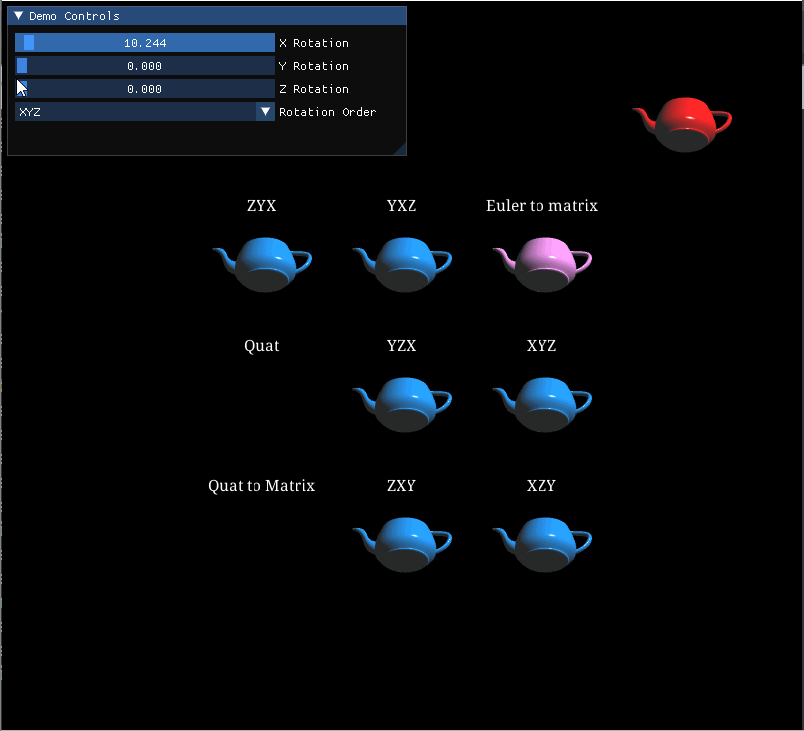 Demo Controls
10.244 X Rotation
0.000 Y Rotation
0.000 Z Rotation
XYZ Rotation Order
ZYX YXZ Euler to matrix
Quat YZX XYZ
Quat to Matrix ZXY XZY